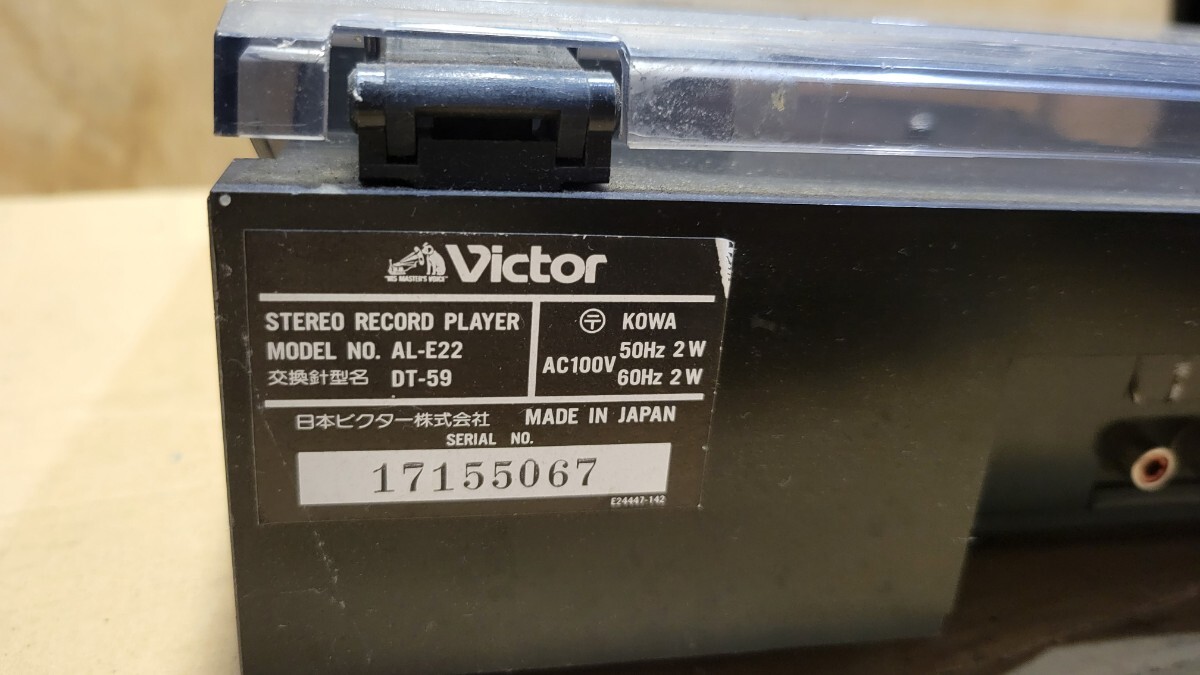 "HIS MASTER'S VOICE"
Victor
STEREO RECORD PLAYER
MODEL NO. AL-E22
交換針型名 DT-59
〒 KOWA
AC100V 50Hz 2W
60Hz 2W
日本ビクター株式会社 MADE IN JAPAN
SERIAL NO.
17155067
E24447-142